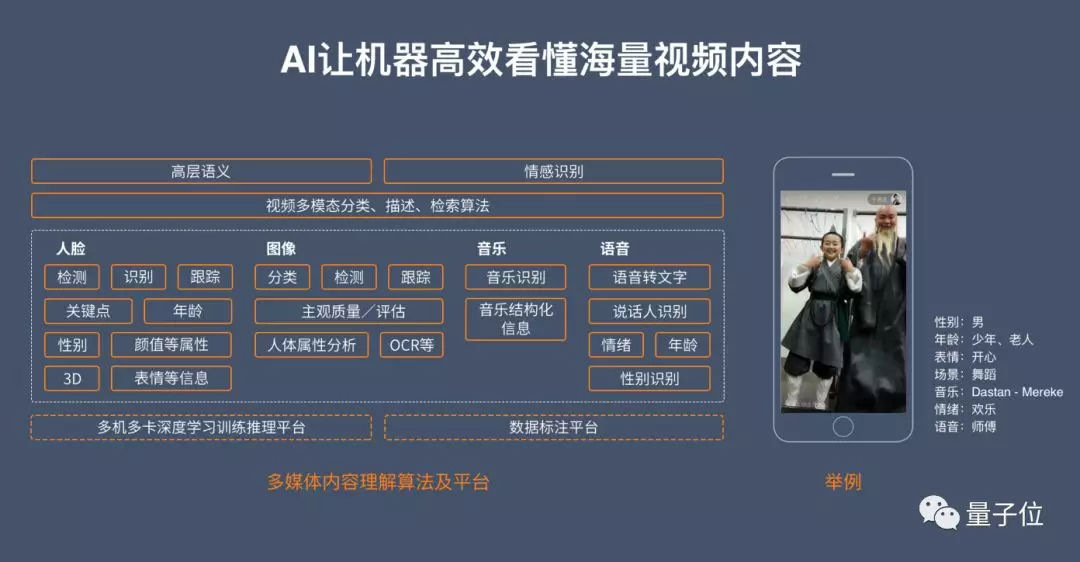 AI让机器高效看懂海量视频内容
高层语义
情感识别
视频多模态分类、描述、检索算法
人脸
检测
识别
跟踪
关键点
年龄
性别
颜值等属性
3D
表情等信息
图像
分类
检测
跟踪
主观质量／评估
人体属性分析
OCR等
音乐
音乐识别
音乐结构化
信息
语音
语音转文字
说话人识别
情绪
年龄
性别识别
多机多卡深度学习训练推理平台
数据标注平台
多媒体内容理解算法及平台
性别：男
年龄：少年、老人
表情：开心
场景：舞蹈
音乐：Dastan - Mereke
情绪：欢乐
语音：师傅
举例
量子位